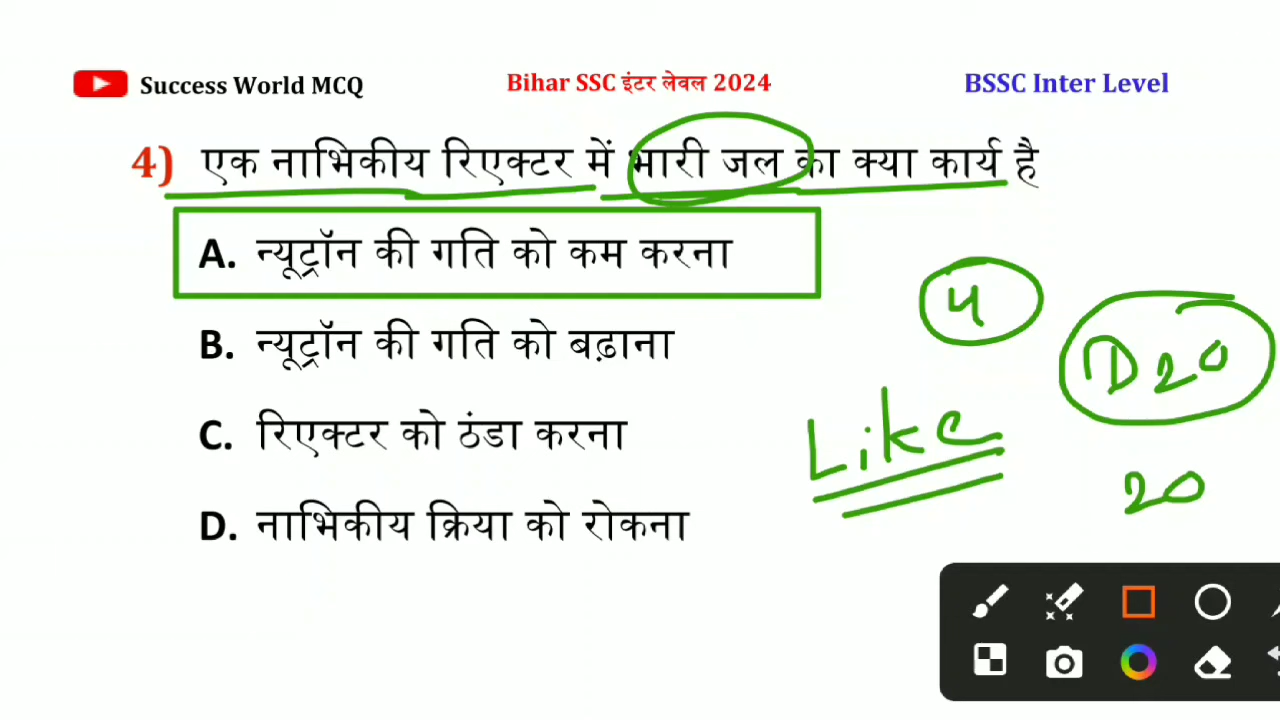 Success World MCQ
Bihar SSC इंटर लेवल 2024
BSSC Inter Level
4) एक नाभिकीय रिएक्टर में भारी जल का क्या कार्य है
A. न्यूट्रॉन की गति को कम करना
B. न्यूट्रॉन की गति को बढ़ाना
C. रिएक्टर को ठंडा करना
D. नाभिकीय क्रिया को रोकना
4
D20
Like
20